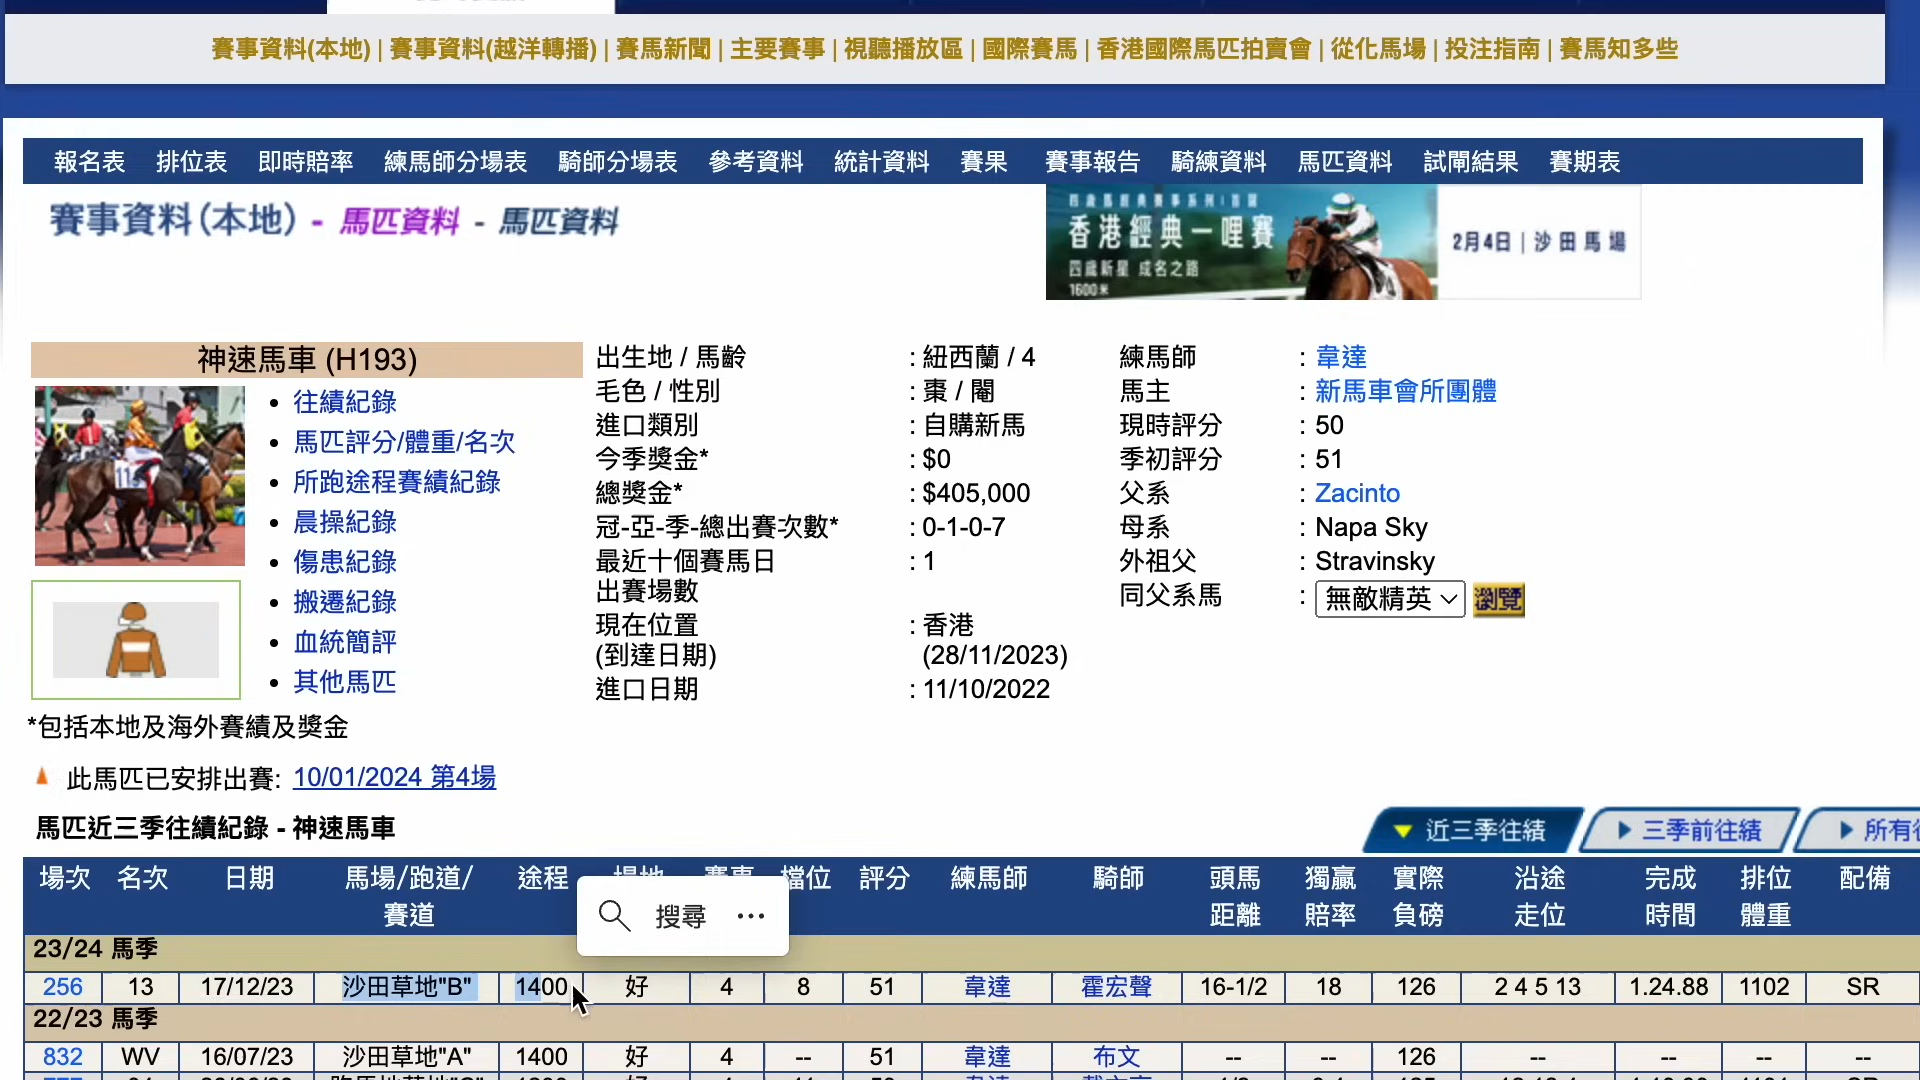 賽事資料(本地) | 賽事資料(越洋轉播) | 賽馬新聞 | 主要賽事 | 視聽播放區 | 國際賽馬 | 香港國際馬匹拍賣會 | 從化馬場 | 投注指南 | 賽馬知多些
報名表 排位表 即時賠率 練馬師分場表 騎師分場表 參考資料 統計資料 賽果 賽事報告 騎練資料 馬匹資料 試閘結果 賽期表
賽事資料(本地) - 馬匹資料 - 馬匹資料
香港經典一哩賽
四歲新星 成名之路
1600米
2月4日 | 沙田馬場
神速馬車 (H193)
往績紀錄
馬匹評分/體重/名次
所跑途程賽績紀錄
晨操紀錄
傷患紀錄
搬遷紀錄
血統簡評
其他馬匹
出生地 / 馬齡 : 紐西蘭 / 4
毛色 / 性別 : 棗 / 閹
進口類別 : 自購新馬
今季獎金* : $0
總獎金* : $405,000
冠-亞-季-總出賽次數* : 0-1-0-7
最近十個賽馬日 : 1
出賽場數
現在位置 : 香港
(到達日期) (28/11/2023)
進口日期 : 11/10/2022
練馬師 : 韋達
馬主 : 新馬車會所團體
現時評分 : 50
季初評分 : 51
父系 : Zacinto
母系 : Napa Sky
外祖父 : Stravinsky
同父系馬 : 無敵精英 瀏覽
*包括本地及海外賽績及獎金
此馬匹已安排出賽: 10/01/2024 第4場
馬匹近三季往績紀錄 - 神速馬車
近三季往績 三季前往績 所有
場次 名次 日期 馬場/跑道/ 途程 檔位 評分 練馬師 騎師 頭馬 獨贏 實際 沿途 完成 排位 配備
賽道 距離 賠率 負磅 走位 時間 體重
搜尋 ...
23/24 馬季
256 13 17/12/23 沙田草地"B" 1400 好 4 8 51 韋達 霍宏聲 16-1/2 18 126 2 4 5 13 1.24.88 1102 SR
22/23 馬季
832 WV 16/07/23 沙田草地"A" 1400 好 4 -- 51 韋達 布文 -- -- 126 -- -- -- --